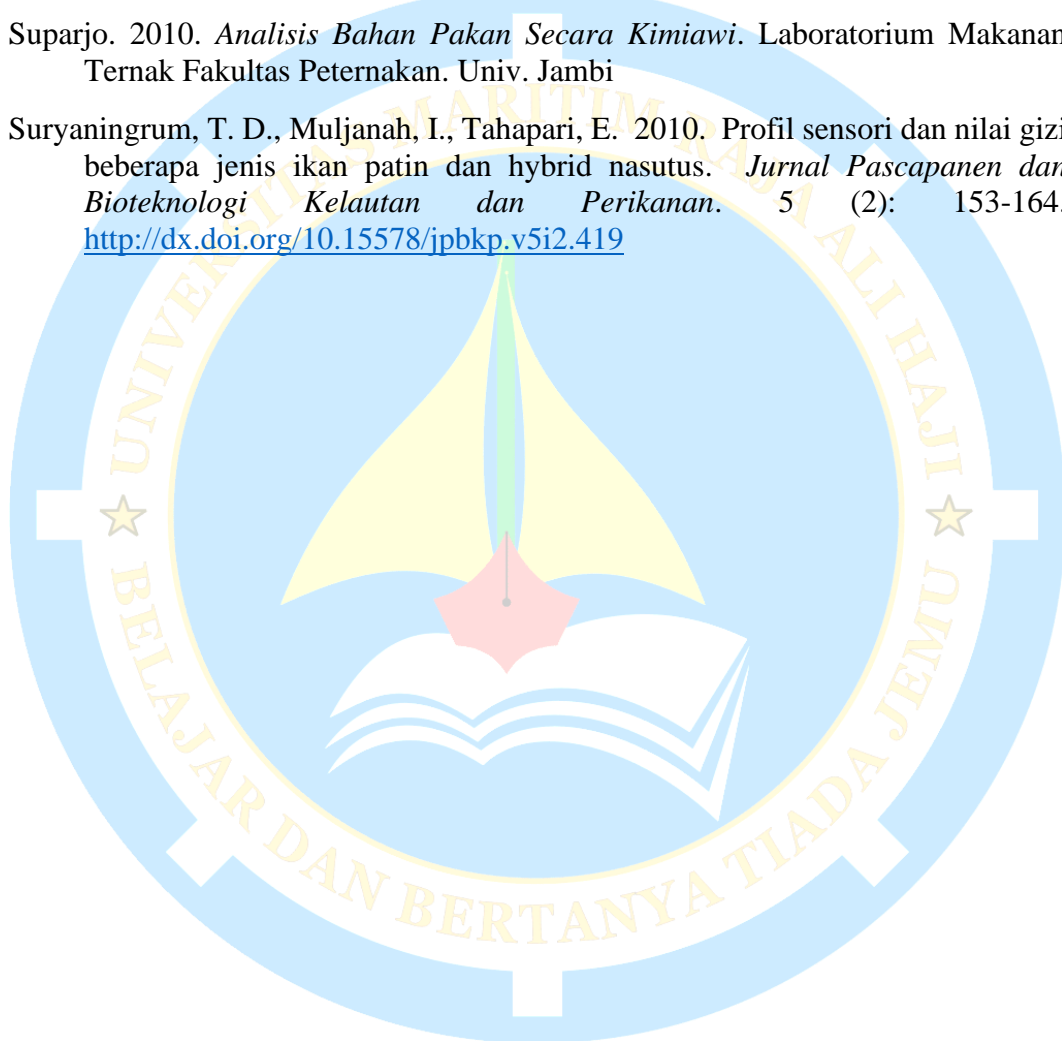 Suparjo. 2010. Analisis Bahan Pakan Secara Kimiawi. Laboratorium Makanan
Ternak Fakultas Peternakan. Univ. Jambi
Suryaningrum, T. D., Muljanah, I., Tahapari, E. 2010. Profil sensori dan nilai gizi
beberapa jenis ikan patin dan hybrid nasutus. Jurnal Pascapanen dan
Bioteknologi Kelautan dan Perikanan. 5 (2): 153-164.
http://dx.doi.org/10.15578/jpbkp.v5i2.419
UNIVERSITAS MARITIM RAJA ALI HAJI
BELAJAR DAN BERTANYA TIADA JEMU